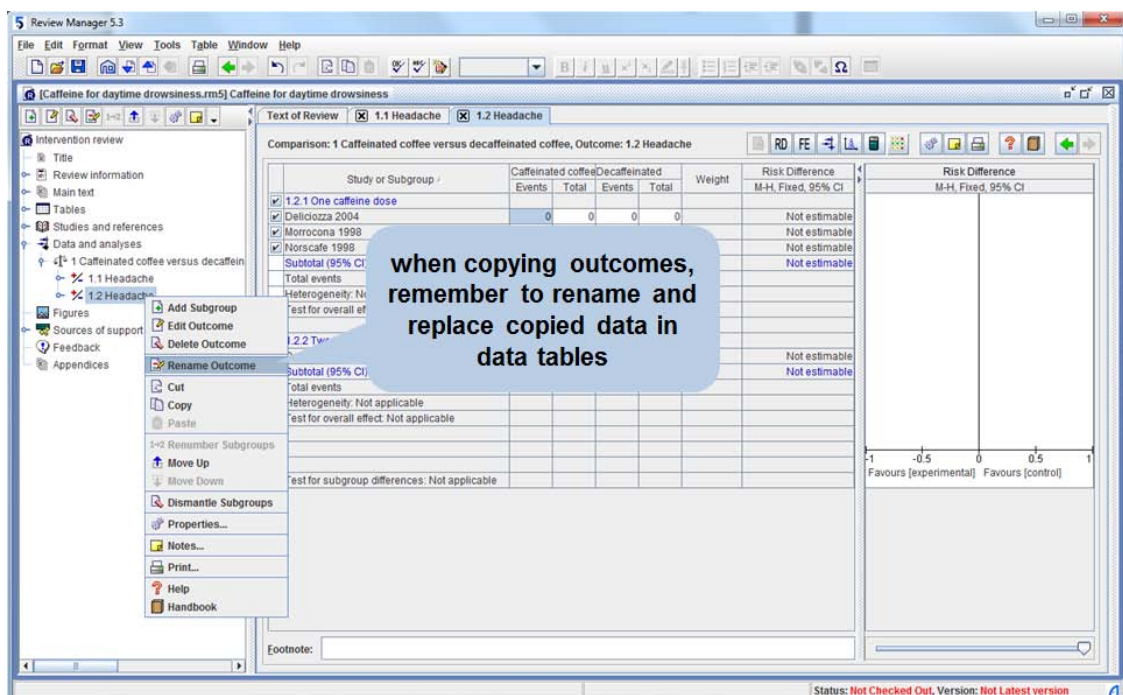 5 Review Manager 5.3
File Edit Format View Tools Table Window Help
[Caffeine for daytime drowsiness.rm5] Caffeine for daytime drowsiness
Text of Review 1.1 Headache 1.2 Headache
Intervention review
Title
Review information
Main text
Tables
Studies and references
Data and analyses
1 Caffeinated coffee versus decaffein
1.1 Headache
1.2 Headache
Figures
Sources of support
Feedback
Appendices
Add Subgroup
Edit Outcome
Delete Outcome
Rename Outcome
Cut
Copy
Paste
1↔2 Renumber Subgroups
Move Up
Move Down
Dismantle Subgroups
Properties...
Notes...
Print...
Help
Handbook
Comparison: 1 Caffeinated coffee versus decaffeinated coffee, Outcome: 1.2 Headache
RD FE
Study or Subgroup Caffeinated coffee Decaffeinated Weight Risk Difference Risk Difference
Events Total Events Total M-H, Fixed, 95% CI M-H, Fixed, 95% CI
1.2.1 One caffeine dose
Deliciozza 2004 0 0 0 0 Not estimable
Morrocona 1998 Not estimable
Norscafe 1998 Not estimable
Subtotal (95% CI) Not estimable
Total events
Heterogeneity: No
Test for overall ef
1.2.2 Tw
Not estimable
Subtotal (95% CI) Not estimable
Total events
Heterogeneity: Not applicable
Test for overall effect: Not applicable
Test for subgroup differences: Not applicable
when copying outcomes,
remember to rename and
replace copied data in
data tables
-1 -0.5 0 0.5 1
Favours [experimental] Favours [control]
Footnote:
Status: Not Checked Out, Version: Not Latest version